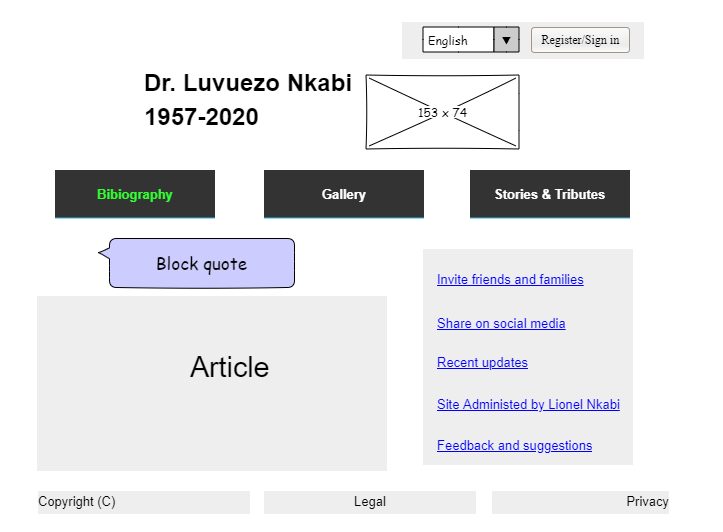 English
Register/Sign in
Dr. Luvuezo Nkabi
1957-2020
153 x 74
Bibiography
Gallery
Stories & Tributes
Block quote
Article
Invite friends and families
Share on social media
Recent updates
Site Administed by Lionel Nkabi
Feedback and suggestions
Copyright (C)
Legal
Privacy